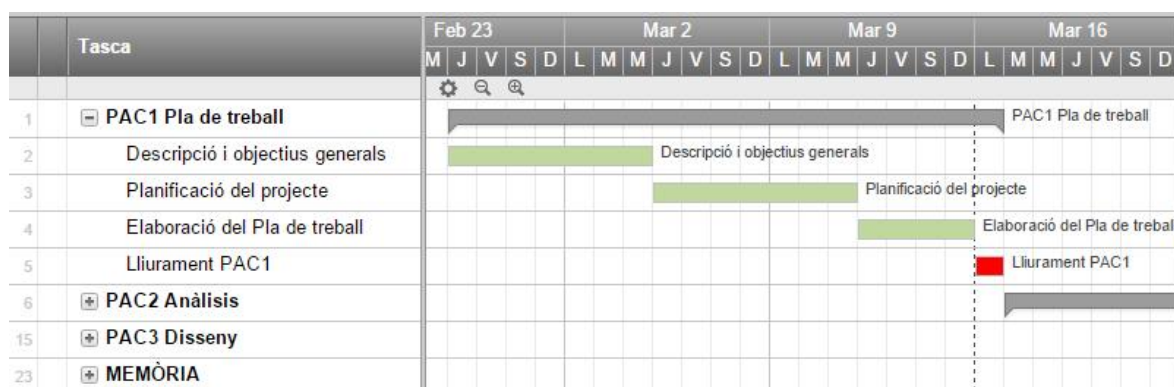 Tasca
Feb 23 Mar 2 Mar 9 Mar 16
M J V S D L M M J V S D L M M J V S D L M M J V S D
1 PAC1 Pla de treball PAC1 Pla de treball
2 Descripció i objectius generals Descripció i objectius generals
3 Planificació del projecte Planificació del projecte
4 Elaboració del Pla de treball Elaboració del Pla de trebal
5 Lliurament PAC1 Lliurament PAC1
6 PAC2 Anàlisis
15 PAC3 Disseny
23 MEMÒRIA